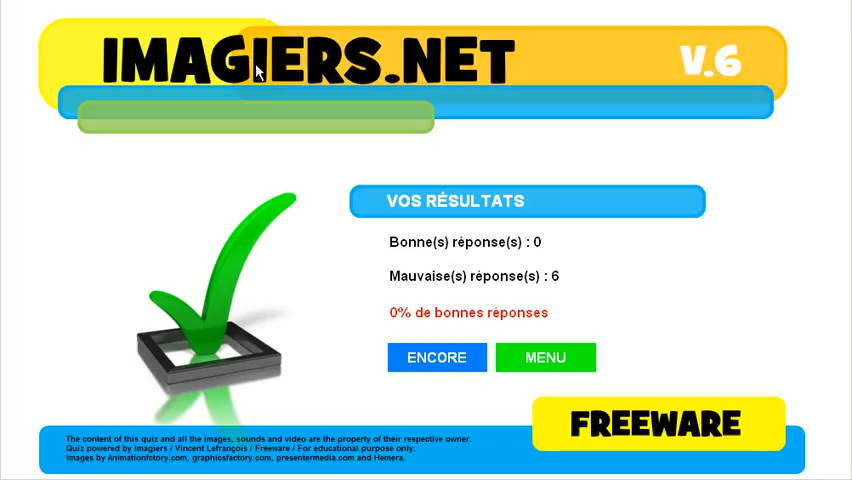 IMAGIERS.NET
V.6
VOS RÉSULTATS
Bonne(s) réponse(s) : 0
Mauvaise(s) réponse(s) : 6
0% de bonnes réponses
ENCORE
MENU
FREEWARE
The content of this quiz and all the images, sounds and video are the property of their respective owner.
Quiz powered by Imagiers / Vincent Lefrançois / Freeware / For educational purpose only.
Images by Animationfctory.com, graphicsfactory.com, presentermedia.com and Hemera.